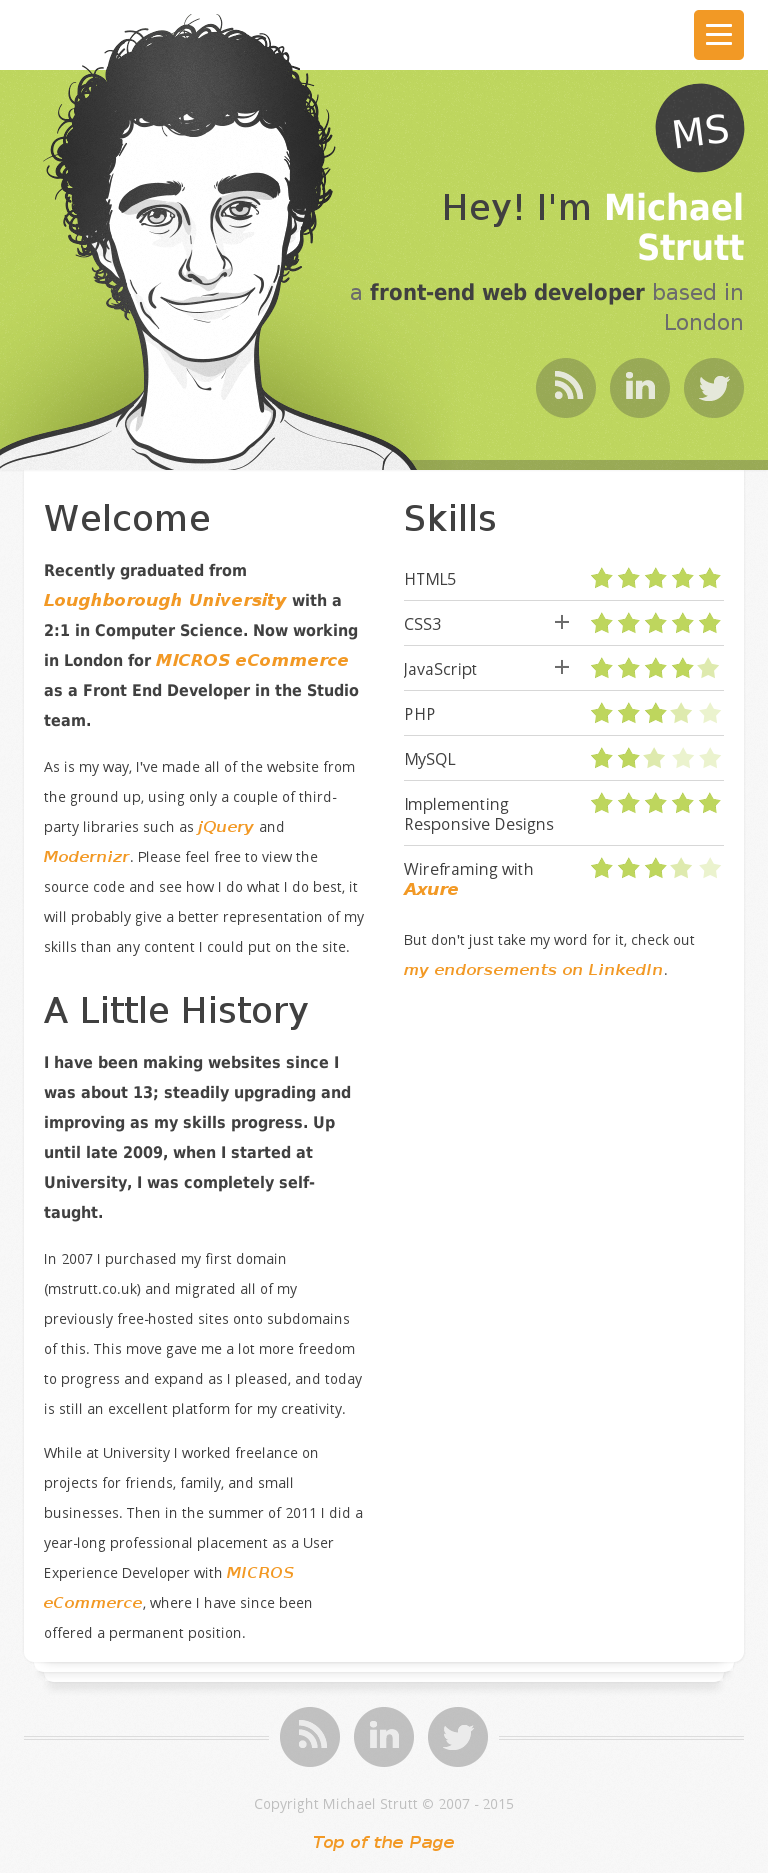 MS
Hey! I'm Michael
Strutt
a front-end web developer based in
London
in
Welcome
Recently graduated from
Loughborough University with a
2:1 in Computer Science. Now working
in London for MICROS eCommerce
as a Front End Developer in the Studio
team.
As is my way, I've made all of the website from
the ground up, using only a couple of third-
party libraries such as jQuery and
Modernizr. Please feel free to view the
source code and see how I do what I do best, it
will probably give a better representation of my
skills than any content I could put on the site.
A Little History
I have been making websites since I
was about 13; steadily upgrading and
improving as my skills progress. Up
until late 2009, when I started at
University, I was completely self-
taught.
In 2007 I purchased my first domain
(mstrutt.co.uk) and migrated all of my
previously free-hosted sites onto subdomains
of this. This move gave me a lot more freedom
to progress and expand as I pleased, and today
is still an excellent platform for my creativity.
While at University I worked freelance on
projects for friends, family, and small
businesses. Then in the summer of 2011 I did a
year-long professional placement as a User
Experience Developer with MICROS
eCommerce, where I have since been
offered a permanent position.
Skills
HTML5
CSS3 +
JavaScript +
PHP
MySQL
Implementing
Responsive Designs
Wireframing with
Axure
But don't just take my word for it, check out
my endorsements on LinkedIn.
in
Copyright Michael Strutt © 2007 - 2015
Top of the Page